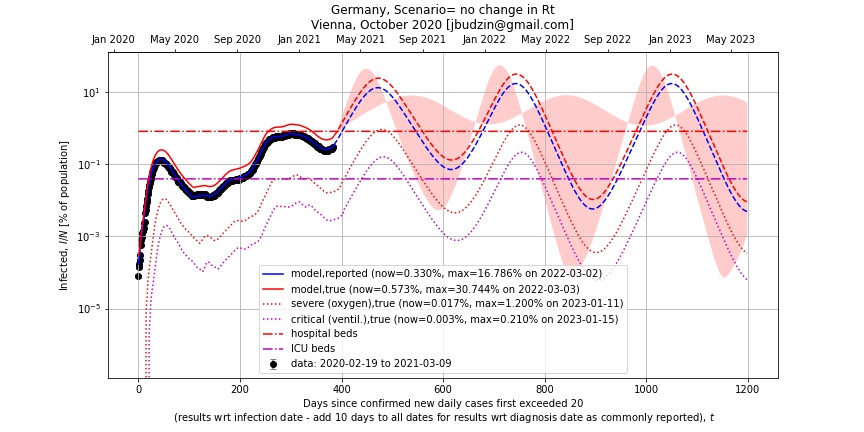 Germany, Scenario= no change in Rt
Vienna, October 2020 [jbudzin@gmail.com]
Jan 2020 May 2020 Sep 2020 Jan 2021 May 2021 Sep 2021 Jan 2022 May 2022 Sep 2022 Jan 2023 May 2023
Infected, I/N [% of population]
10¹
10⁻¹
10⁻³
10⁻⁵
model,reported (now=0.330%, max=16.786% on 2022-03-02)
model,true (now=0.573%, max=30.744% on 2022-03-03)
severe (oxygen),true (now=0.017%, max=1.200% on 2023-01-11)
critical (ventil.),true (now=0.003%, max=0.210% on 2023-01-15)
hospital beds
ICU beds
data: 2020-02-19 to 2021-03-09
0 200 400 600 800 1000 1200
Days since confirmed new daily cases first exceeded 20
(results wrt infection date - add 10 days to all dates for results wrt diagnosis date as commonly reported), t